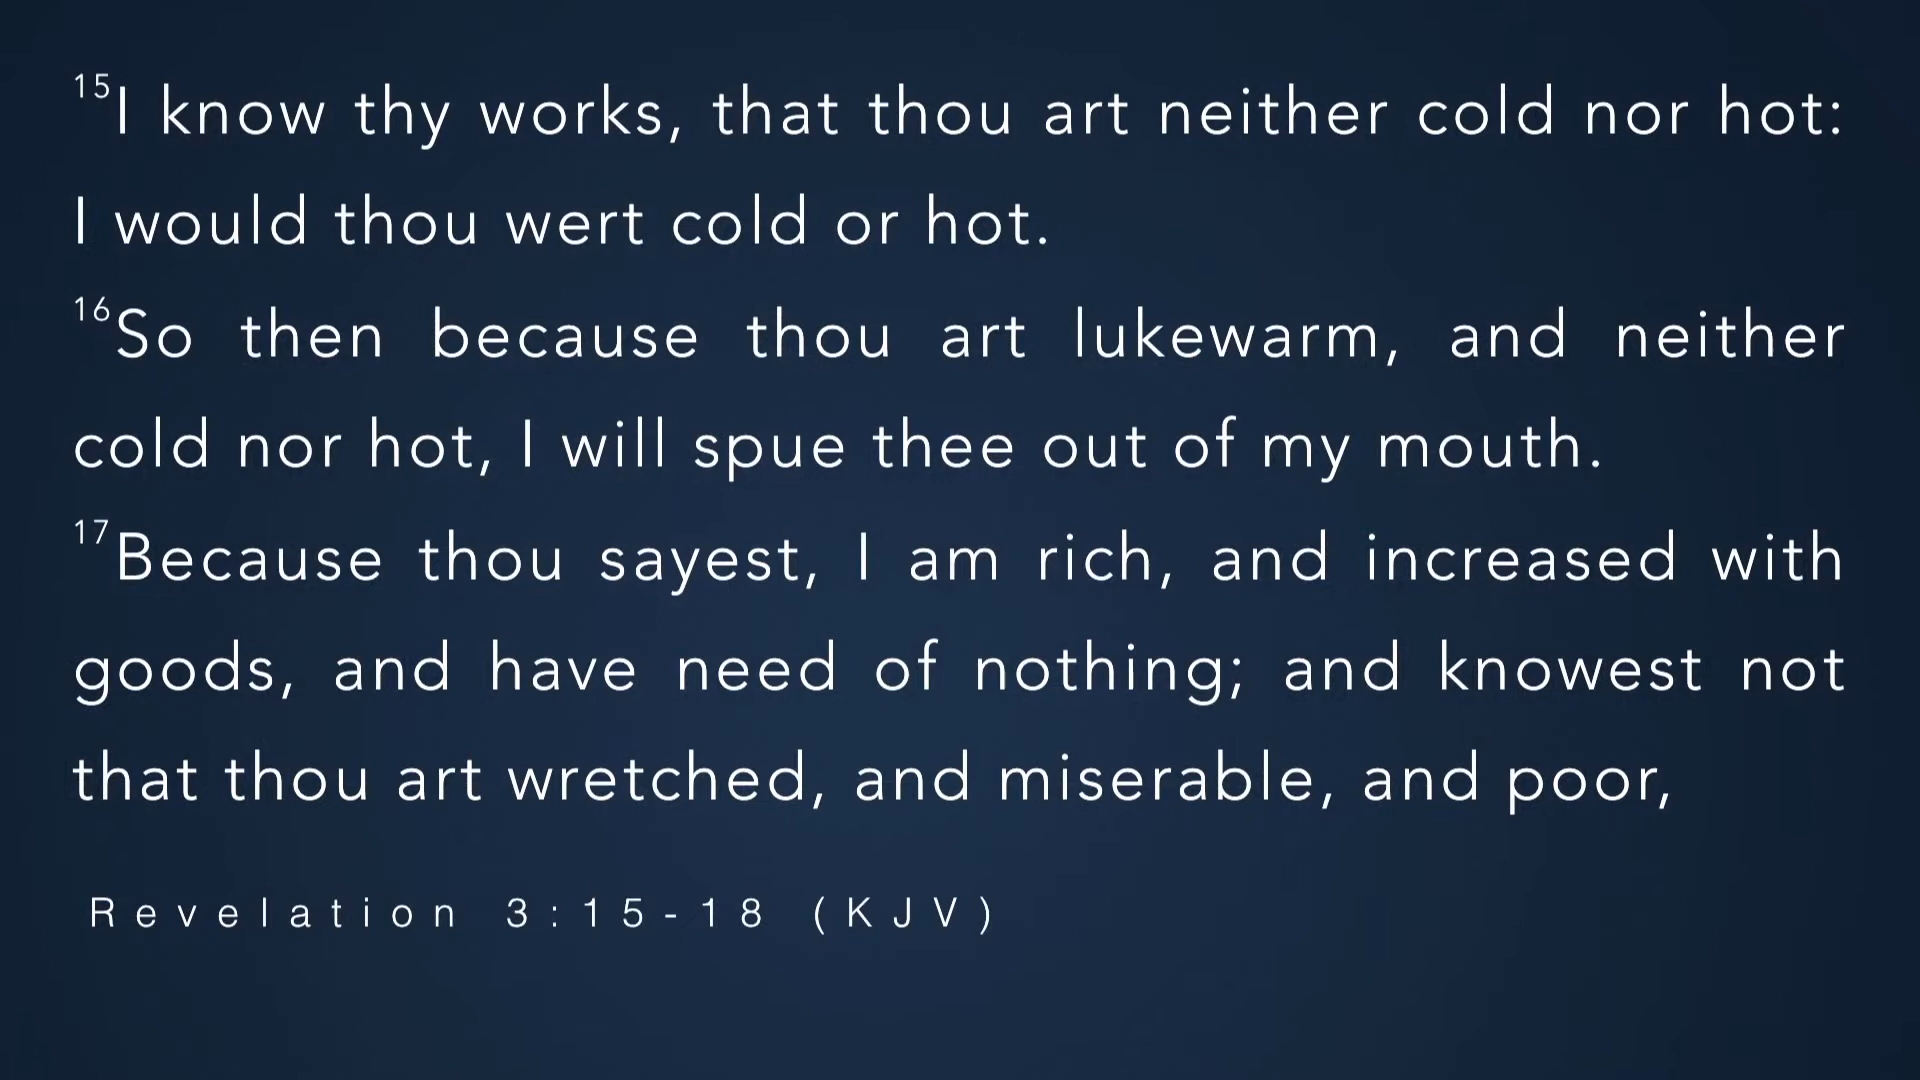 15I know thy works, that thou art neither cold nor hot:
I would thou wert cold or hot.
16So then because thou art lukewarm, and neither
cold nor hot, I will spue thee out of my mouth.
17Because thou sayest, I am rich, and increased with
goods, and have need of nothing; and knowest not
that thou art wretched, and miserable, and poor,
Revelation 3:15-18 (KJV)